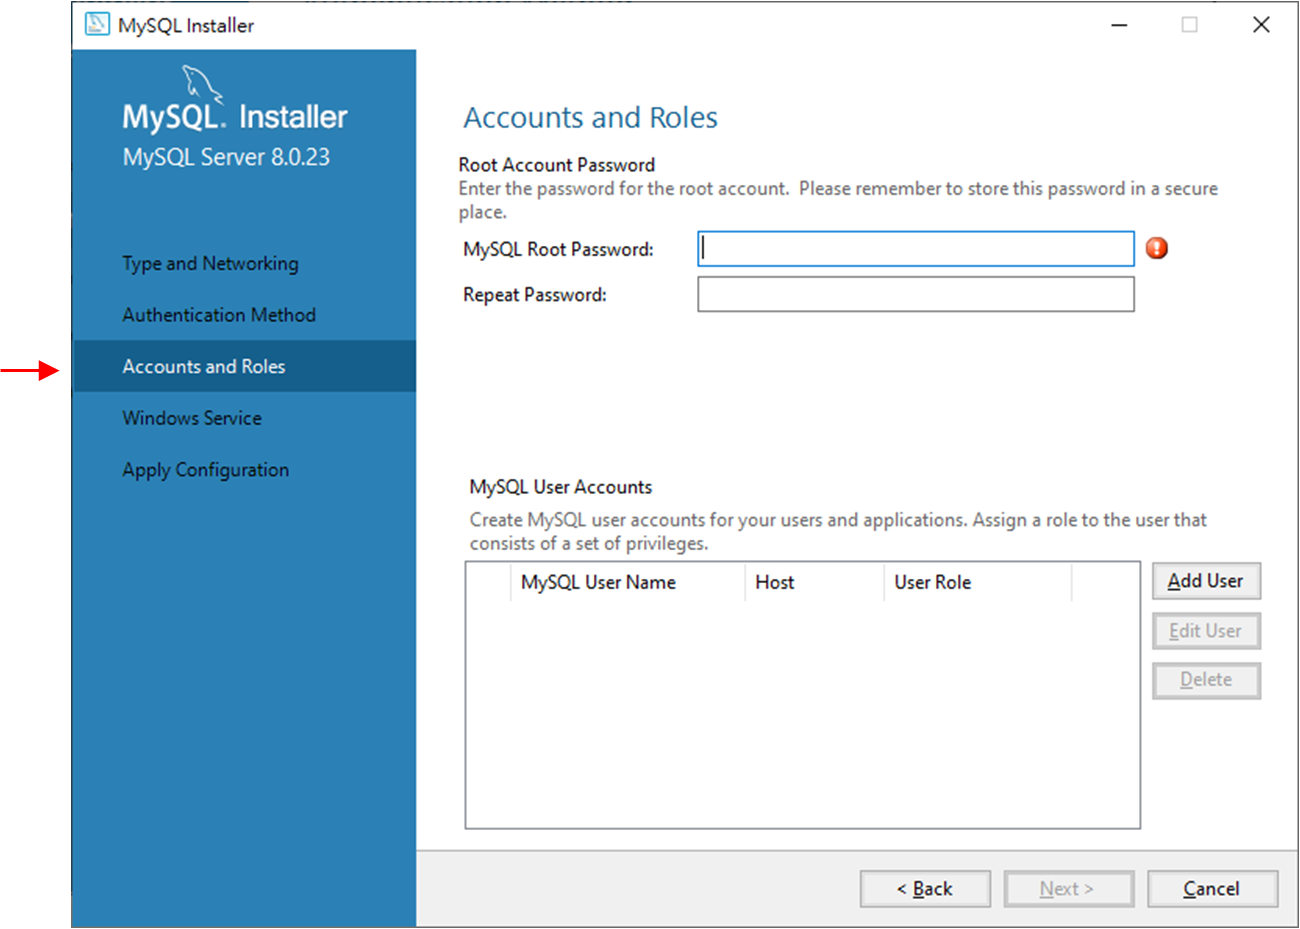 MySQL Installer
MySQL. Installer
MySQL Server 8.0.23
Type and Networking
Authentication Method
Accounts and Roles
Windows Service
Apply Configuration
Accounts and Roles
Root Account Password
Enter the password for the root account.  Please remember to store this password in a secure
place.
MySQL Root Password:
Repeat Password:
MySQL User Accounts
Create MySQL user accounts for your users and applications. Assign a role to the user that
consists of a set of privileges.
MySQL User Name Host User Role
Add User
Edit User
Delete
< Back Next > Cancel